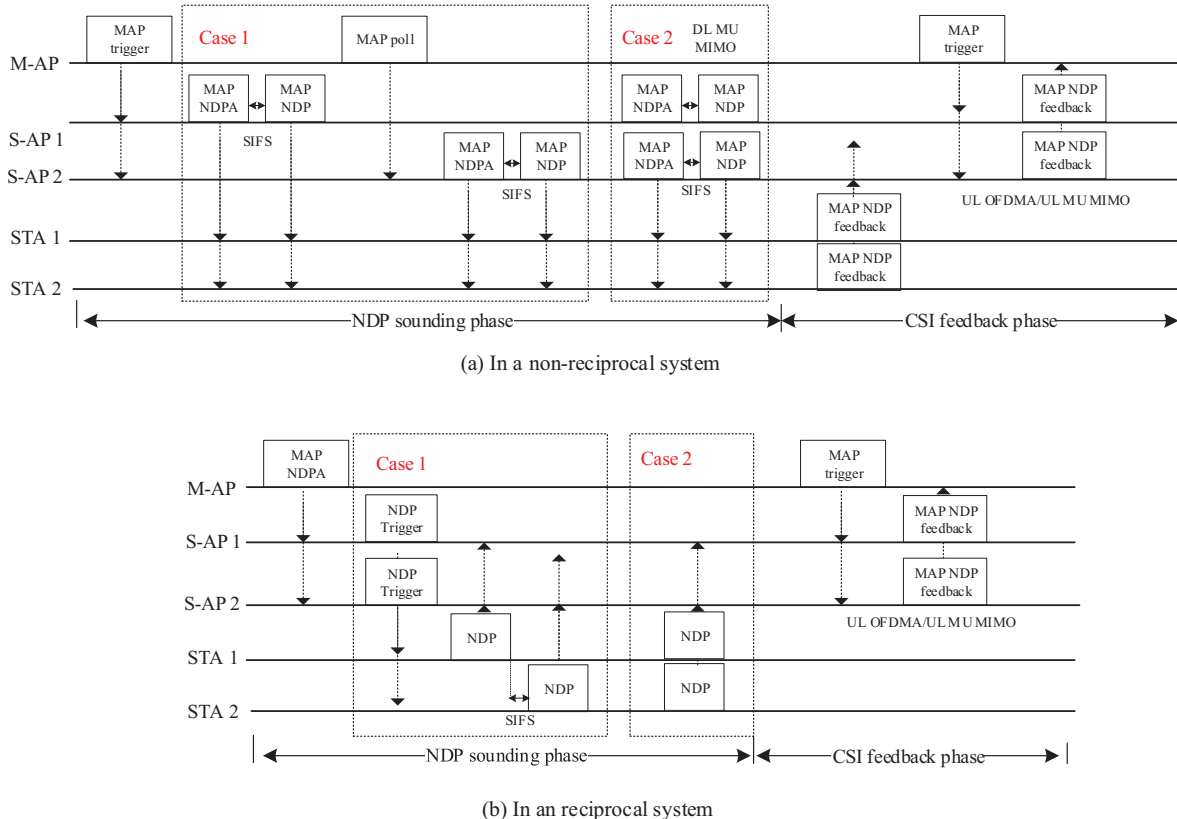 MAP
trigger
Case 1
MAP poll
Case 2
DL MU
MIMO
MAP
trigger
M-AP
MAP
NDPA
MAP
NDP
MAP
NDPA
MAP
NDP
MAP NDP
feedback
SIFS
S-AP 1
MAP
NDPA
MAP
NDP
MAP
NDPA
MAP
NDP
MAP NDP
feedback
S-AP 2
SIFS
SIFS
UL OFDMA/UL MU MIMO
MAP NDP
feedback
STA 1
MAP NDP
feedback
STA 2
NDP sounding phase
CSI feedback phase
(a) In a non-reciprocal system
MAP
NDPA
Case 1
Case 2
MAP
trigger
M-AP
NDP
Trigger
MAP NDP
feedback
S-AP 1
NDP
Trigger
MAP NDP
feedback
S-AP 2
UL OFDMA/UL MU MIMO
NDP
NDP
STA 1
NDP
NDP
STA 2
SIFS
NDP sounding phase
CSI feedback phase
(b) In an reciprocal system